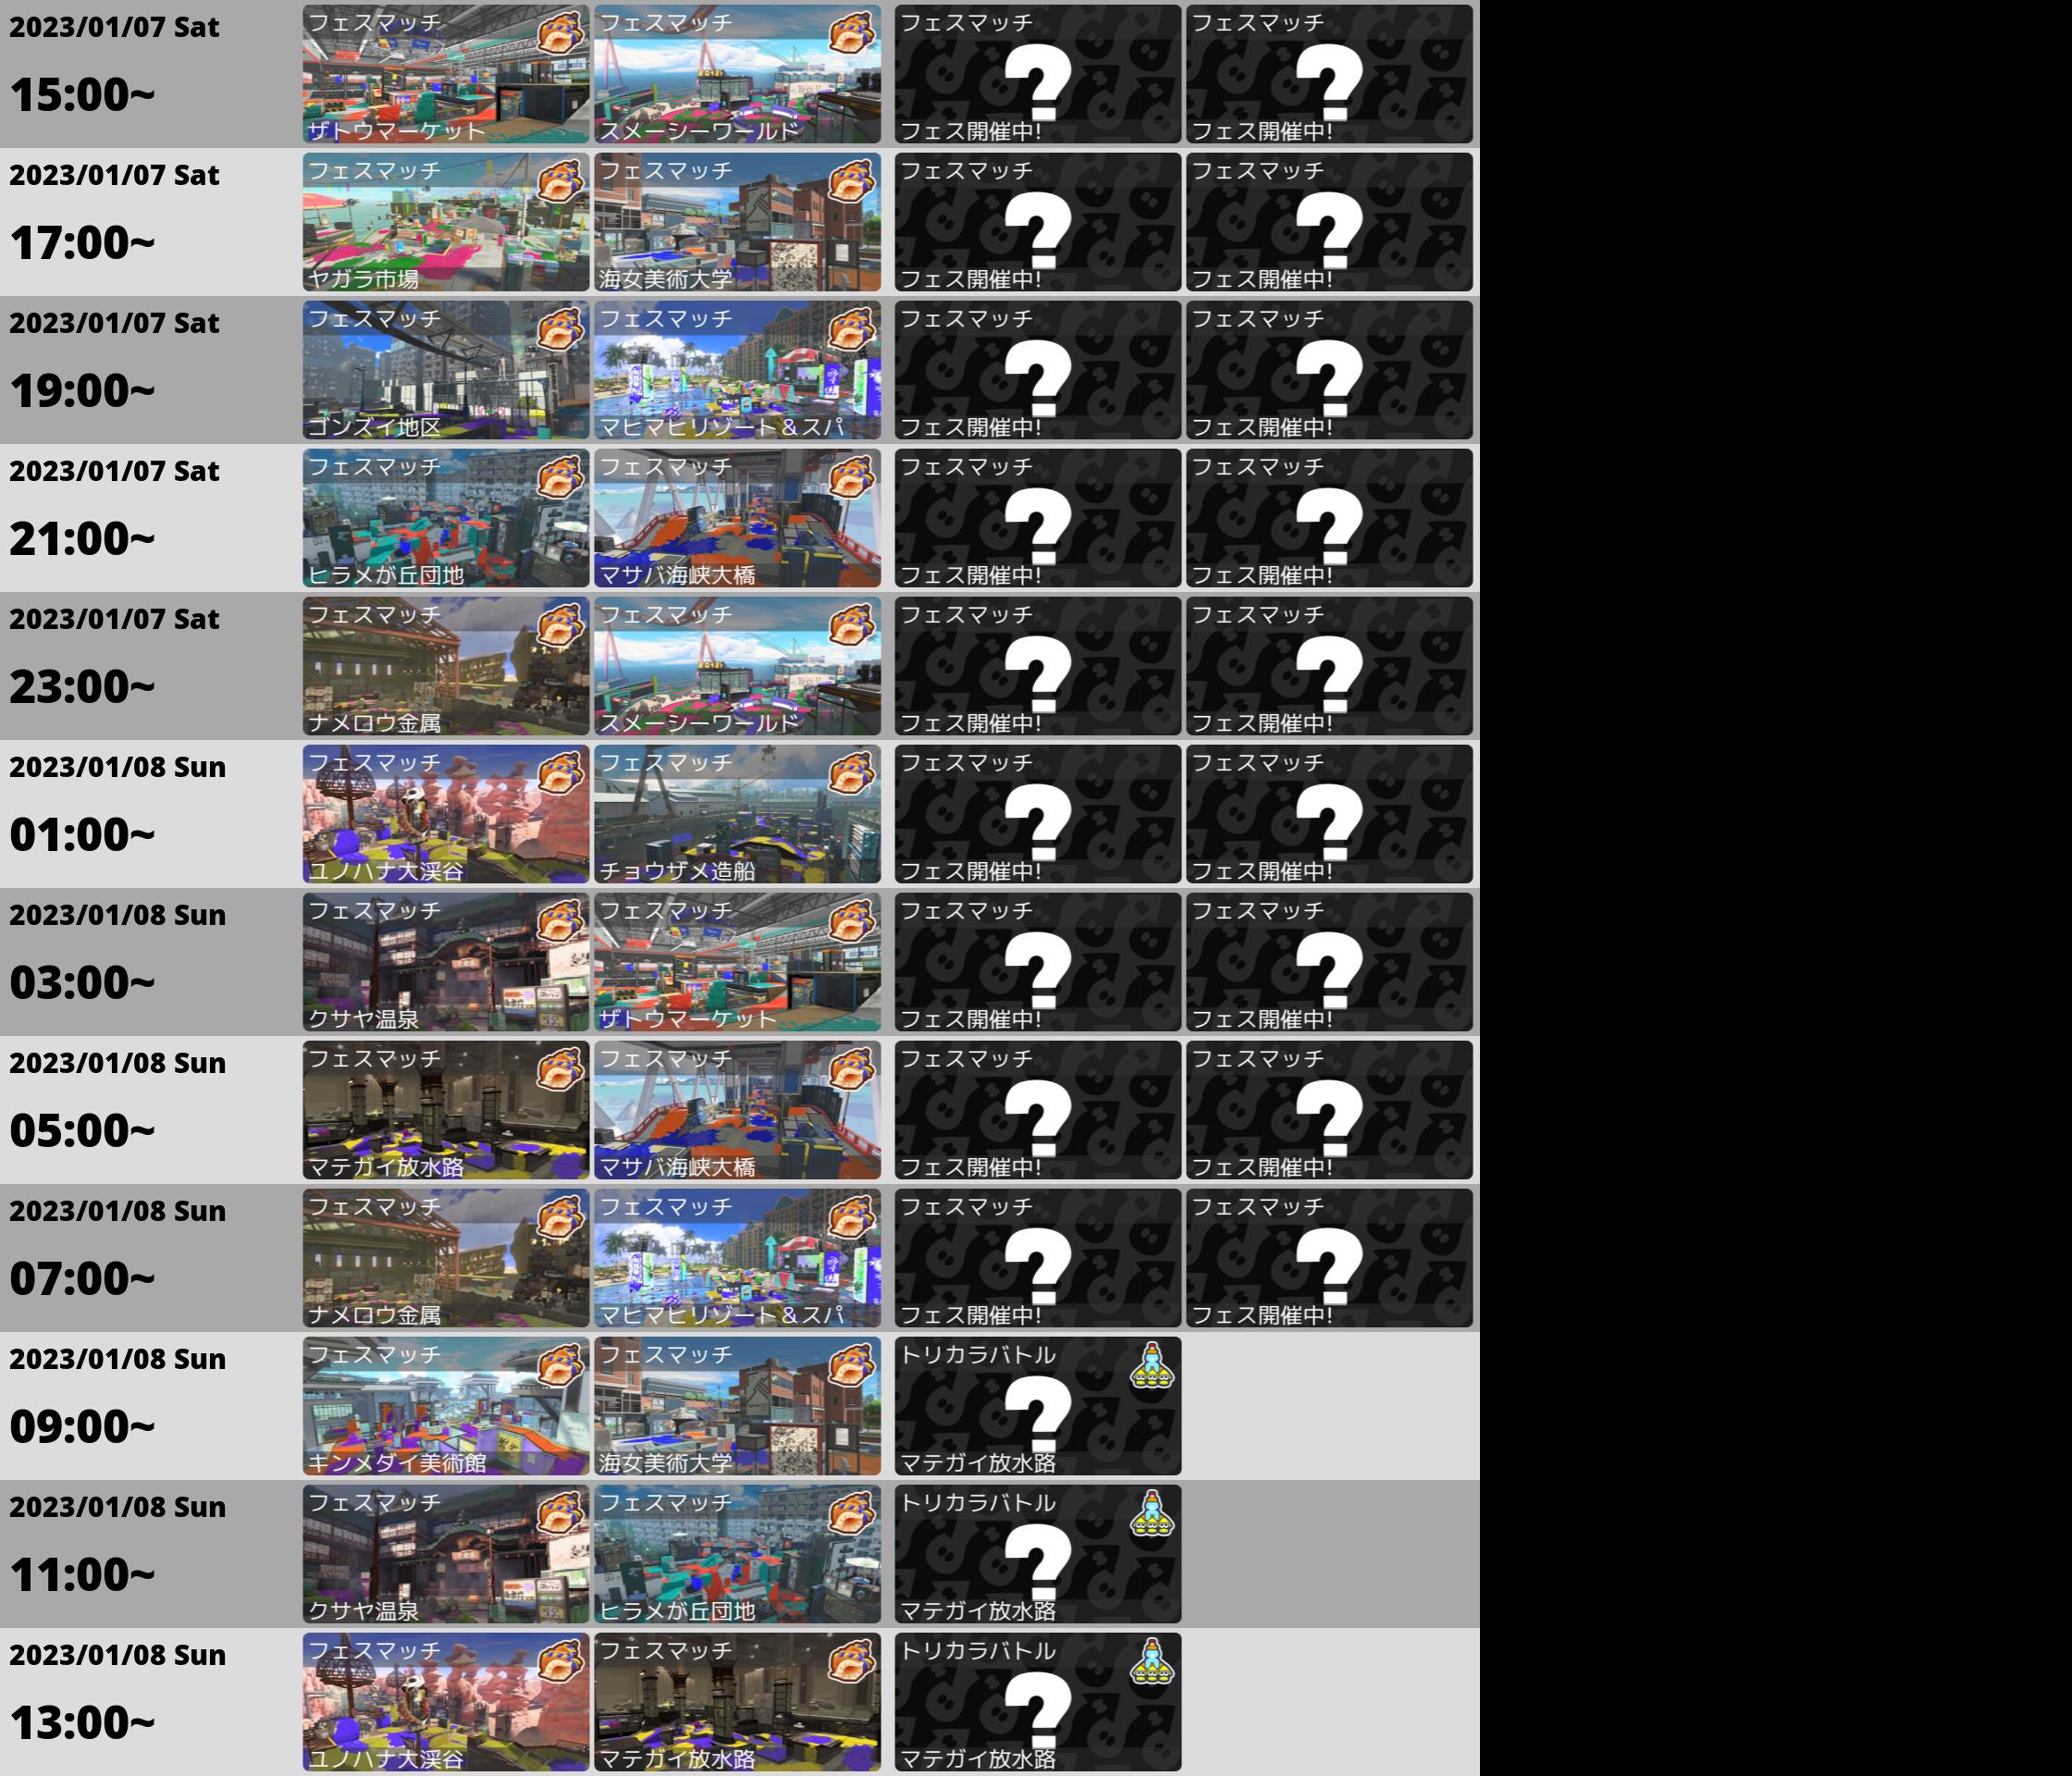 2023/01/07 Sat
15:00~
フェスマッチ
ザトウマーケット
フェスマッチ
スメーシーワールド
フェスマッチ
フェス開催中!
フェスマッチ
フェス開催中!
2023/01/07 Sat
17:00~
フェスマッチ
ヤガラ市場
フェスマッチ
海女美術大学
フェスマッチ
フェス開催中!
フェスマッチ
フェス開催中!
2023/01/07 Sat
19:00~
フェスマッチ
ゴンズイ地区
フェスマッチ
マヒマヒリゾート&スパ
フェスマッチ
フェス開催中!
フェスマッチ
フェス開催中!
2023/01/07 Sat
21:00~
フェスマッチ
ヒラメが丘団地
フェスマッチ
マサバ海峡大橋
フェスマッチ
フェス開催中!
フェスマッチ
フェス開催中!
2023/01/07 Sat
23:00~
フェスマッチ
ナメロウ金属
フェスマッチ
スメーシーワールド
フェスマッチ
フェス開催中!
フェスマッチ
フェス開催中!
2023/01/08 Sun
01:00~
フェスマッチ
ユノハナ大渓谷
フェスマッチ
チョウザメ造船
フェスマッチ
フェス開催中!
フェスマッチ
フェス開催中!
2023/01/08 Sun
03:00~
フェスマッチ
クサヤ温泉
フェスマッチ
ザトウマーケット
フェスマッチ
フェス開催中!
フェスマッチ
フェス開催中!
2023/01/08 Sun
05:00~
フェスマッチ
マテガイ放水路
フェスマッチ
マサバ海峡大橋
フェスマッチ
フェス開催中!
フェスマッチ
フェス開催中!
2023/01/08 Sun
07:00~
フェスマッチ
ナメロウ金属
フェスマッチ
マヒマヒリゾート&スパ
フェスマッチ
フェス開催中!
フェスマッチ
フェス開催中!
2023/01/08 Sun
09:00~
フェスマッチ
キンメダイ美術館
フェスマッチ
海女美術大学
トリカラバトル
マテガイ放水路
2023/01/08 Sun
11:00~
フェスマッチ
クサヤ温泉
フェスマッチ
ヒラメが丘団地
トリカラバトル
マテガイ放水路
2023/01/08 Sun
13:00~
フェスマッチ
ユノハナ大渓谷
フェスマッチ
マテガイ放水路
トリカラバトル
マテガイ放水路